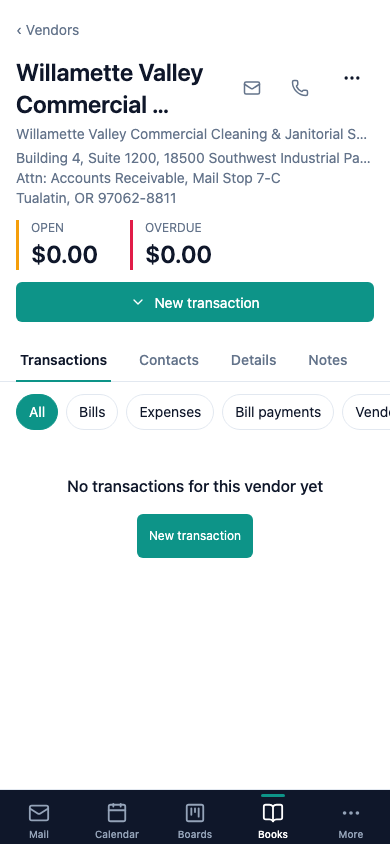 ‹ Vendors
Willamette Valley
Commercial ...
Willamette Valley Commercial Cleaning & Janitorial S...
Building 4, Suite 1200, 18500 Southwest Industrial Pa...
Attn: Accounts Receivable, Mail Stop 7-C
Tualatin, OR 97062-8811
OPEN OVERDUE
$0.00 $0.00
New transaction
Transactions Contacts Details Notes
All Bills Expenses Bill payments Vend
No transactions for this vendor yet
New transaction
Mail Calendar Boards Books More